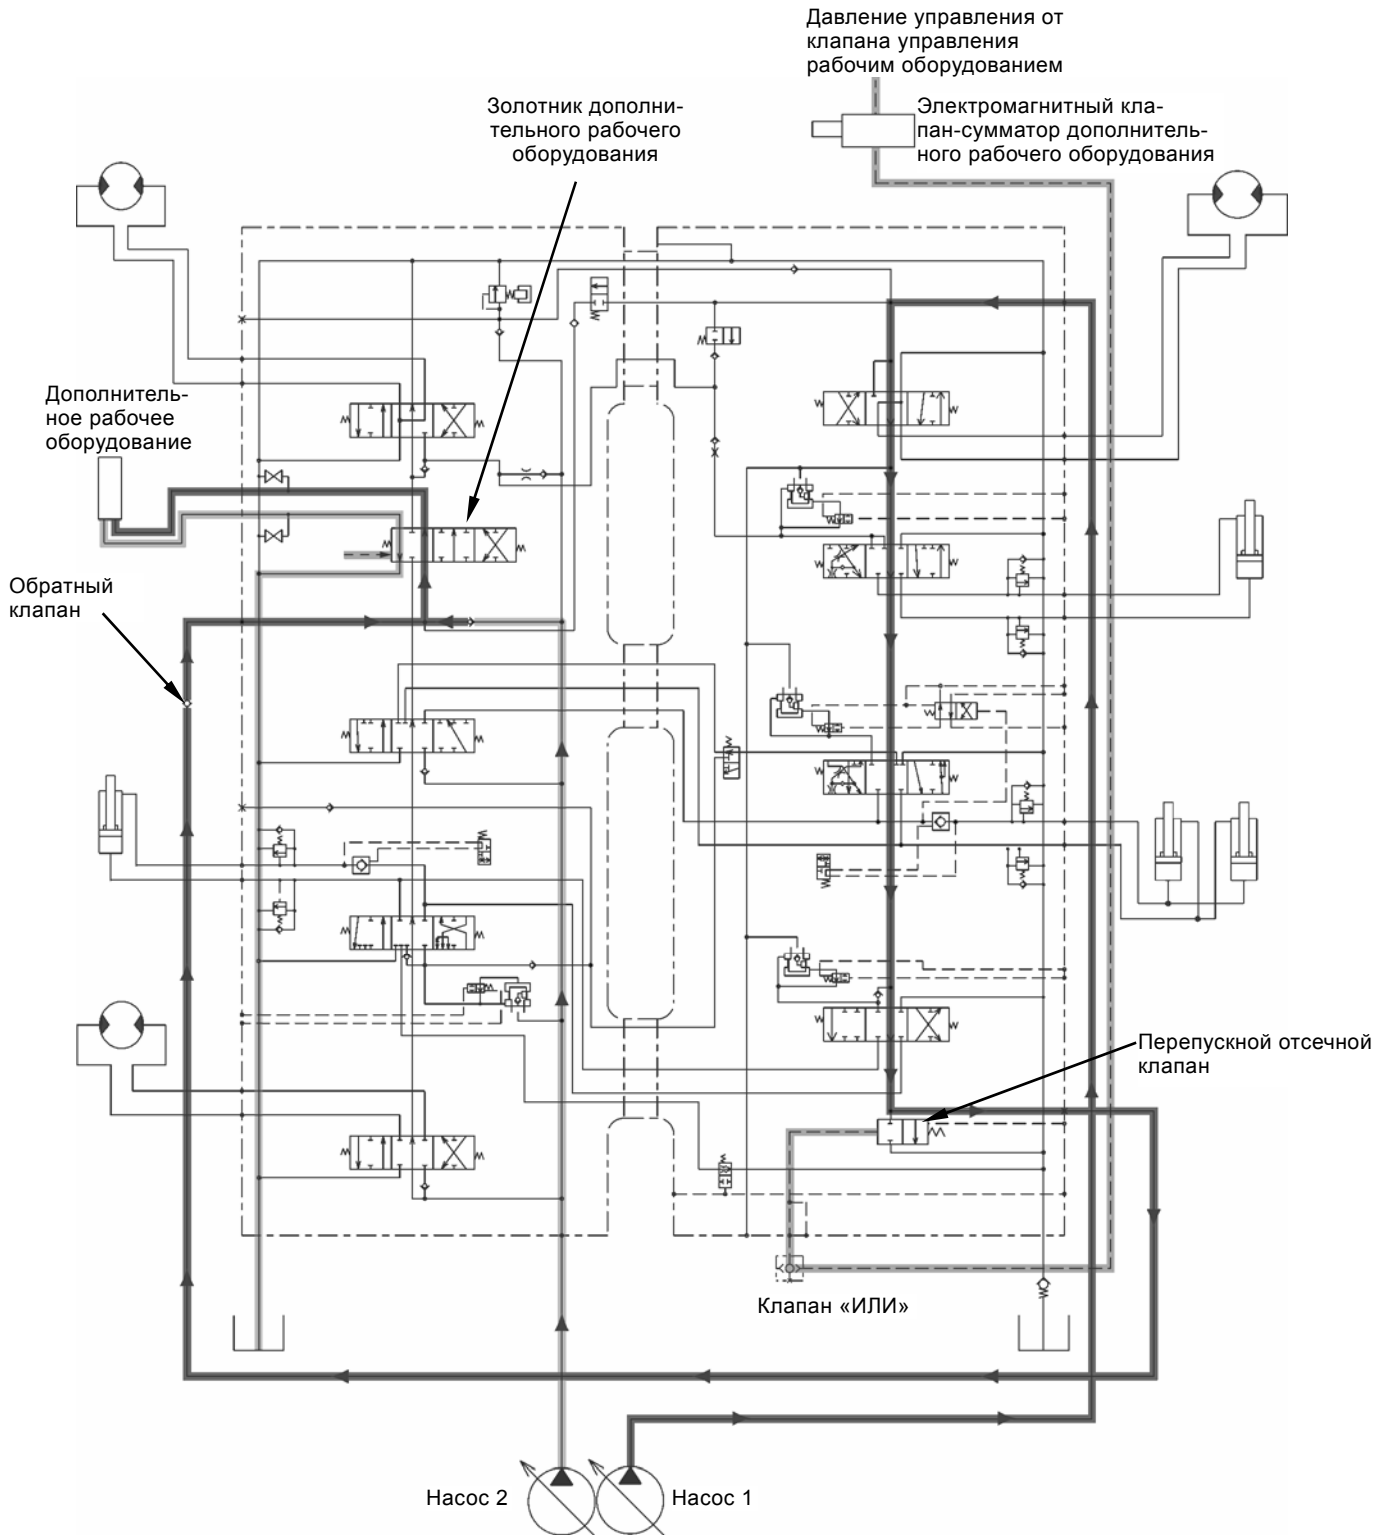 Давление управления от
клапана управления
рабочим оборудованием
Золотник дополни-
тельного рабочего
оборудования
Электромагнитный кла-
пан-сумматор дополнитель-
ного рабочего оборудования
Дополнитель-
ное рабочее
оборудование
Обратный
клапан
Перепускной отсечной
клапан
Клапан «ИЛИ»
Насос 2
Насос 1